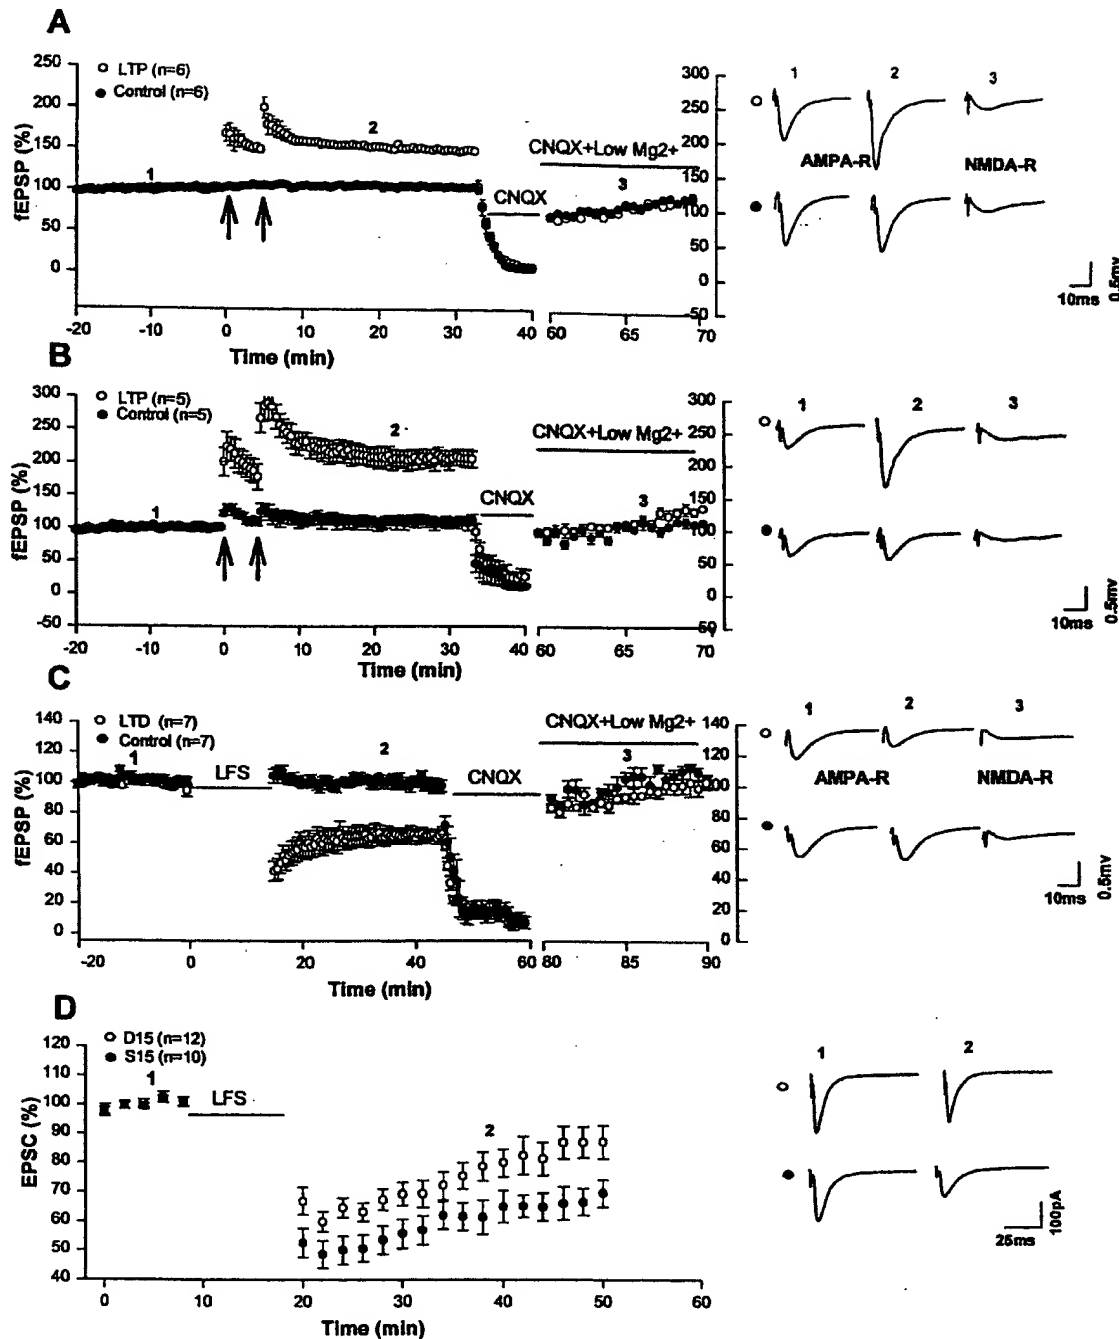 A
fEPSP (%)
250
200
150
100
50
0
LTP (n=6)
Control (n=6)
1
2
CNQX
CNQX+Low Mg2+
3
300
250
200
150
100
50
0
50
-20
-10
0
10
20
30
40
60
65
70
Time (min)
1
2
3
AMPA-R
NMDA-R
10ms
0.5mv
B
fEPSP (%)
300
250
200
150
100
50
0
-50
LTP (n=5)
Control (n=5)
1
2
CNQX
CNQX+Low Mg2+
3
300
250
200
150
100
50
0
50
-20
-10
0
10
20
30
40
60
65
70
Time (min)
1
2
3
10ms
0.5mv
C
fEPSP (%)
140
120
100
80
60
40
20
0
LTD (n=7)
Control (n=7)
1
LFS
2
CNQX
CNQX+Low Mg2+
3
140
120
100
80
60
40
20
0
-20
0
20
40
60
80
85
90
Time (min)
1
2
3
AMPA-R
NMDA-R
10ms
0.5mv
D
EPSC (%)
120
110
100
90
80
70
60
50
40
D15 (n=12)
S15 (n=10)
1
LFS
2
0
10
20
30
40
50
60
Time (min)
1
2
25ms
100pA